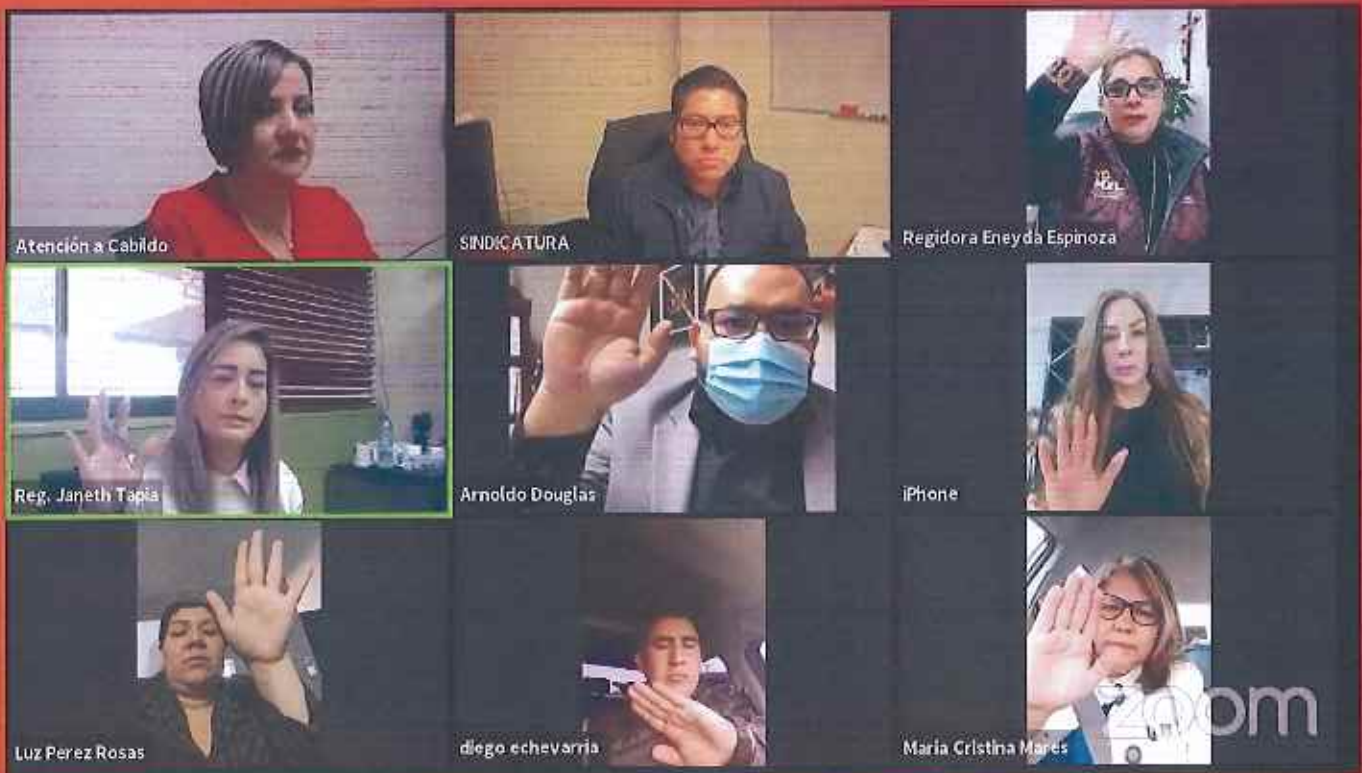 Atención a Cabildo
SINDICATURA
Regidora Eneyda Espinoza
Reg. Janeth Tapia
Arnoldo Douglas
iPhone
Luz Perez Rosas
diego echevarria
Maria Cristina Mares
zoom